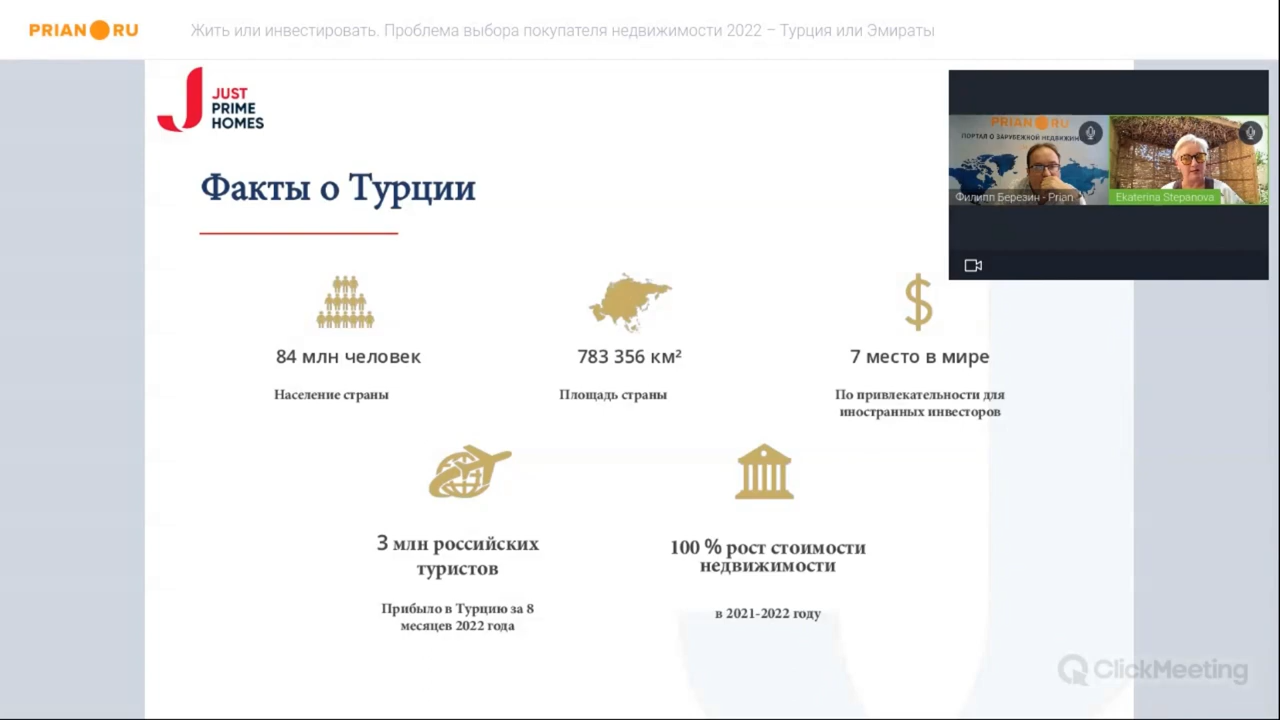 PRIAN RU
Жить или инвестировать. Проблема выбора покупателя недвижимости 2022 – Турция или Эмираты
JUST
PRIME
HOMES
PRIAN RU
ПОРТАЛ О ЗАРУБЕЖНОЙ НЕДВИЖИМ
Филипп Березин - Prian
Ekaterina Stepanova
Факты о Турции
84 млн человек
Население страны
783 356 км²
Площадь страны
7 место в мире
По привлекательности для
иностранных инвесторов
3 млн российских
туристов
Прибыло в Турцию за 8
месяцев 2022 года
100 % рост стоимости
недвижимости
в 2021-2022 году
ClickMeeting